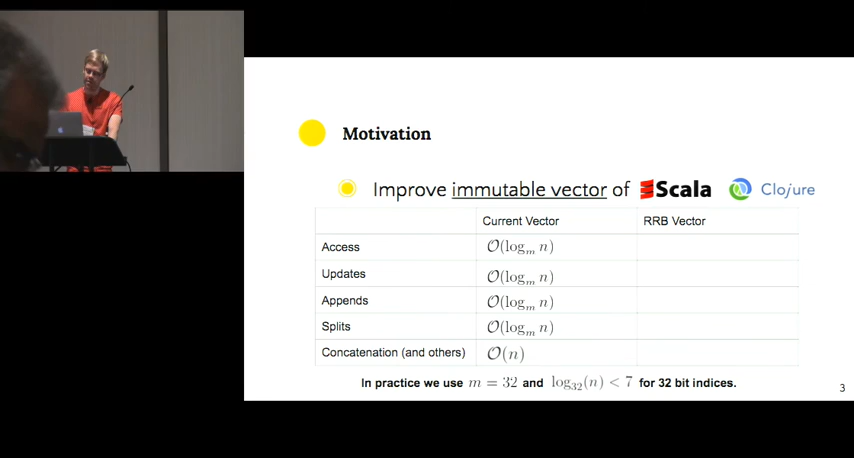 Motivation
Improve immutable vector of Scala Clojure
Current Vector RRB Vector
Access O(log_m n)
Updates O(log_m n)
Appends O(log_m n)
Splits O(log_m n)
Concatenation (and others) O(n)
In practice we use m = 32 and log_32(n) < 7 for 32 bit indices.
3